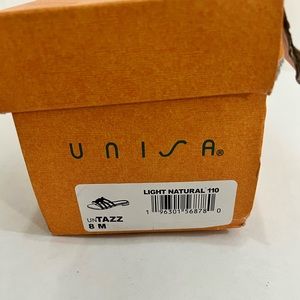 UNISA®
LIGHT NATURAL 110
unTAZZ
8 M
1 96301 56878 0